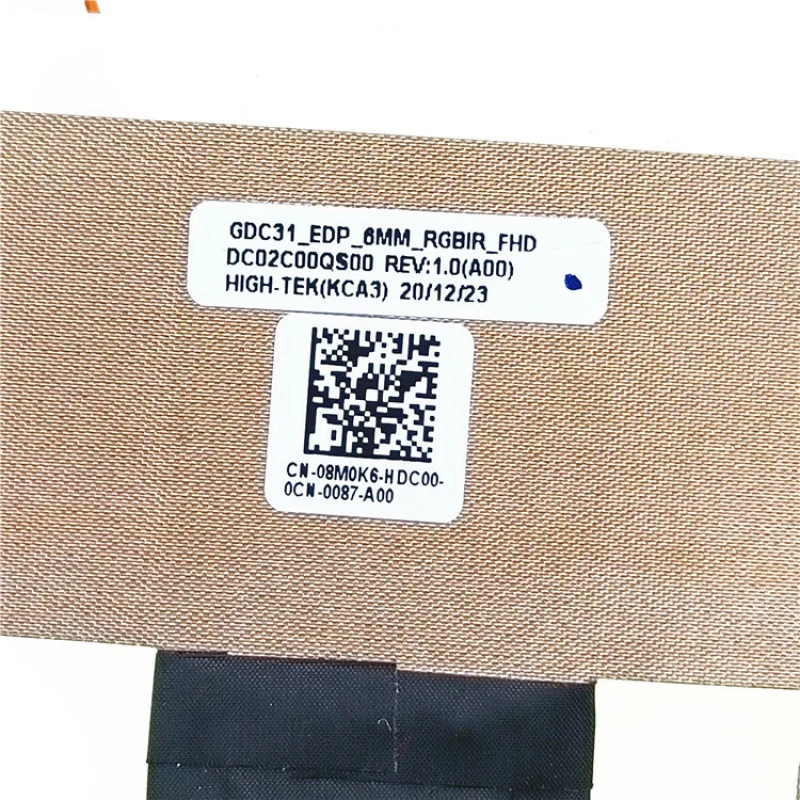 GDC31_EDP_6MM_RGBIR_FHD
DC02C00QS00 REV:1.0(A00)
HIGH-TEK(KCA3) 20/12/23
CN-08M0K6-HDC00-
0CN-0087-A00